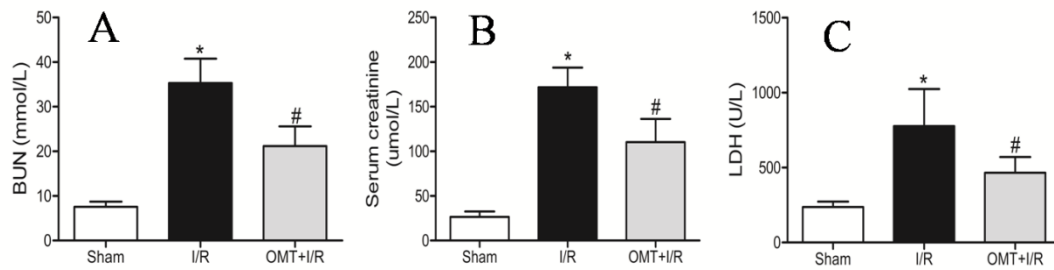 A
BUN (mmol/L)
50
40
30
20
10
0
*
#
Sham
I/R
OMT+I/R
B
Serum creatinine
(umol/L)
250
200
150
100
50
0
*
#
Sham
I/R
OMT+I/R
C
LDH (U/L)
1500
1000
500
0
*
#
Sham
I/R
OMT+I/R